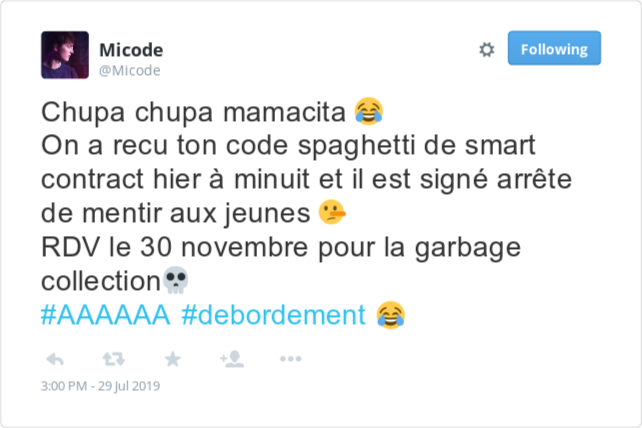 Micode
Following
@Micode
Chupa chupa mamacita 😂
On a recu ton code spaghetti de smart
contract hier à minuit et il est signé arrête
de mentir aux jeunes 🤥
RDV le 30 novembre pour la garbage
collection💀
#AAAAAA #debordement 😂
3:00 PM - 29 Jul 2019